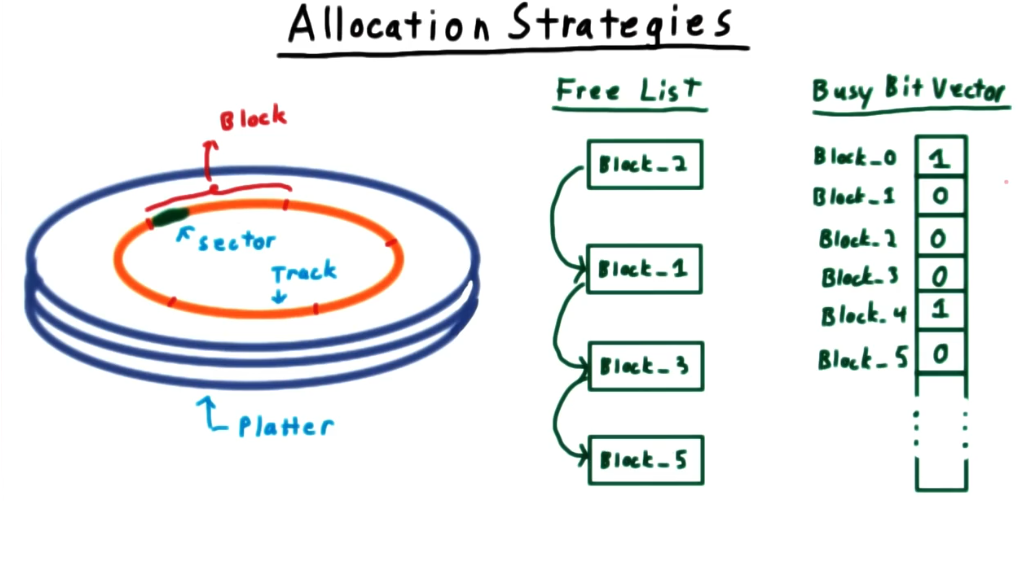 Allocation Strategies
Block
sector
Track
Platter
Free List
Block_2
Block_1
Block_3
Block_5
Busy Bit Vector
Block_0 1
Block_1 0
Block_2 0
Block_3 0
Block_4 1
Block_5 0